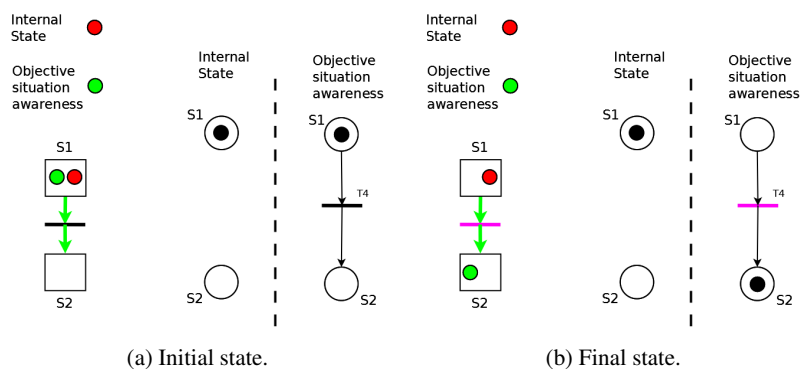 Internal
State
Objective
situation
awareness
Internal
State
Objective
situation
awareness
S1
S1
S1
T4
S2
S2
S2
(a) Initial state.
Internal
State
Objective
situation
awareness
Internal
State
Objective
situation
awareness
S1
S1
S1
T4
S2
S2
S2
(b) Final state.